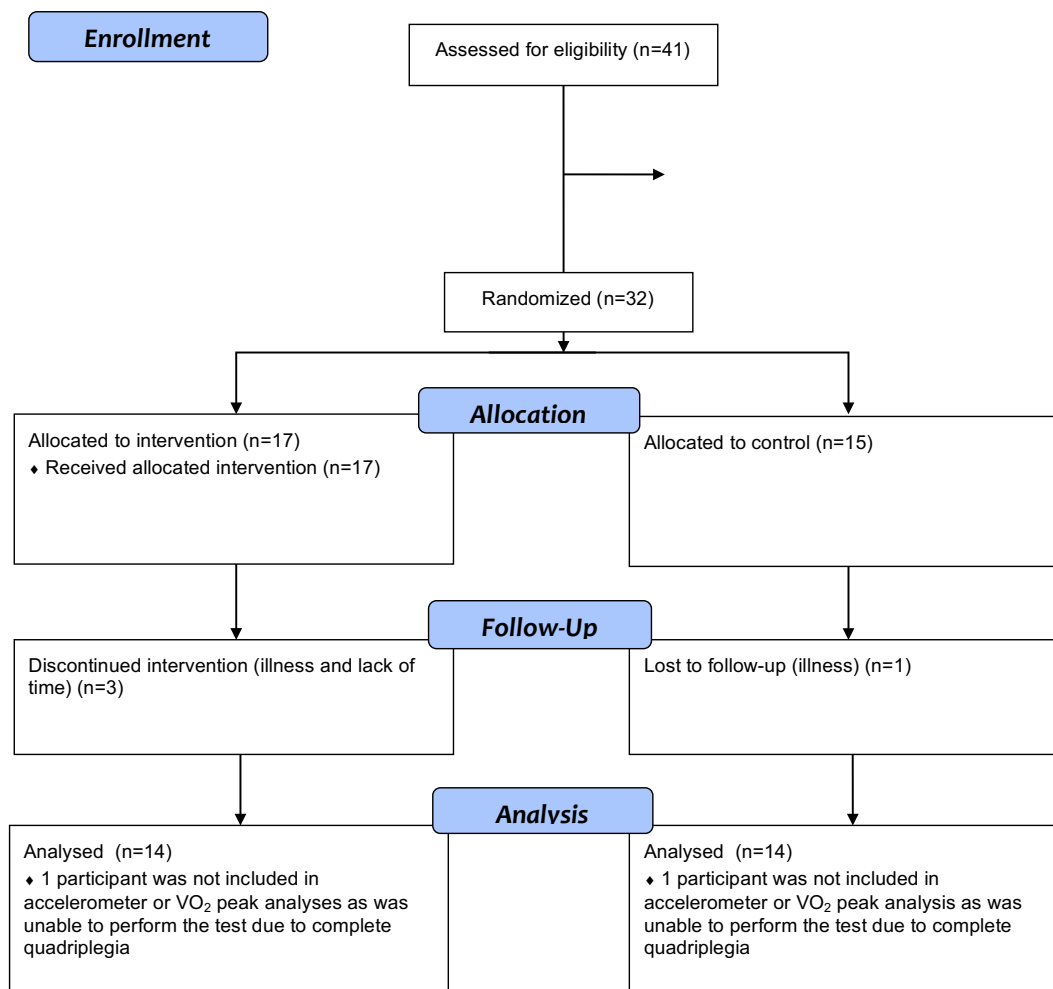 Enrollment
Assessed for eligibility (n=41)
Randomized (n=32)
Allocation
Allocated to intervention (n=17)
♦ Received allocated intervention (n=17)
Allocated to control (n=15)
Follow-Up
Discontinued intervention (illness and lack of
time) (n=3)
Lost to follow-up (illness) (n=1)
Analysis
Analysed (n=14)
♦ 1 participant was not included in
accelerometer or VO₂ peak analyses as was
unable to perform the test due to complete
quadriplegia
Analysed (n=14)
♦ 1 participant was not included in
accelerometer or VO₂ peak analysis as was
unable to perform the test due to complete
quadriplegia